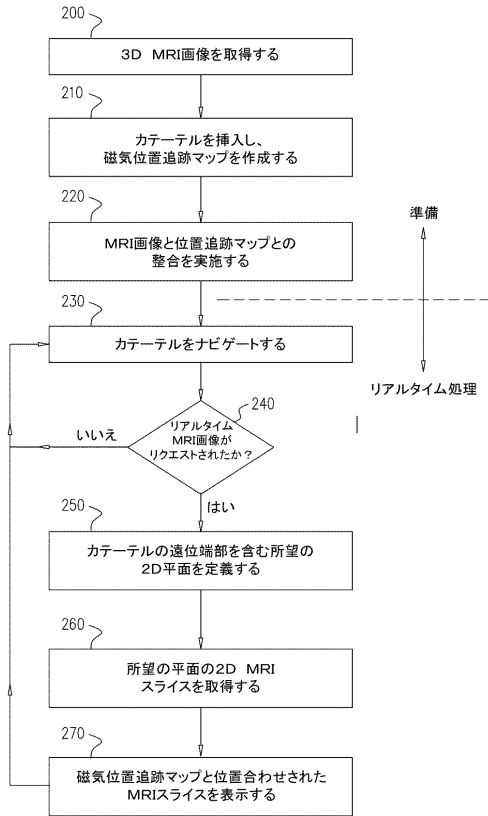 200
3D MRI画像を取得する
210
カテーテルを挿入し、
磁気位置追跡マップを作成する
220
MRI画像と位置追跡マップとの
整合を実施する
準備
230
カテーテルをナビゲートする
リアルタイム処理
240
リアルタイム
MRI画像が
リクエストされたか？
いいえ
はい
250
カテーテルの遠位端部を含む所望の
2D平面を定義する
260
所望の平面の2D MRI
スライスを取得する
270
磁気位置追跡マップと位置合わせされた
MRIスライスを表示する